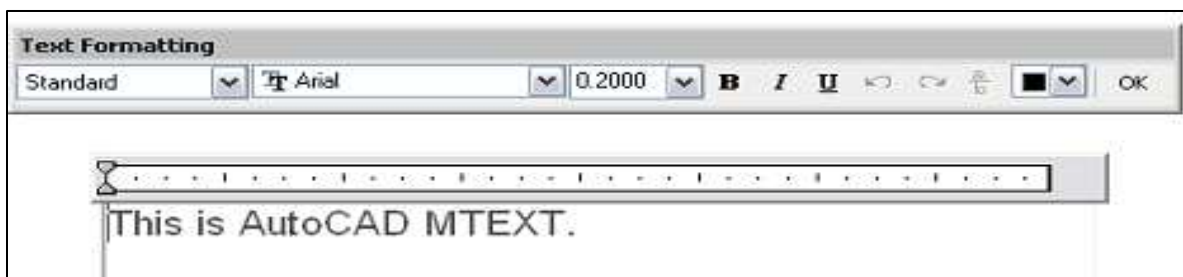 Text Formatting
Standard Arial 0.2000 B I U OK
This is AutoCAD MTEXT.